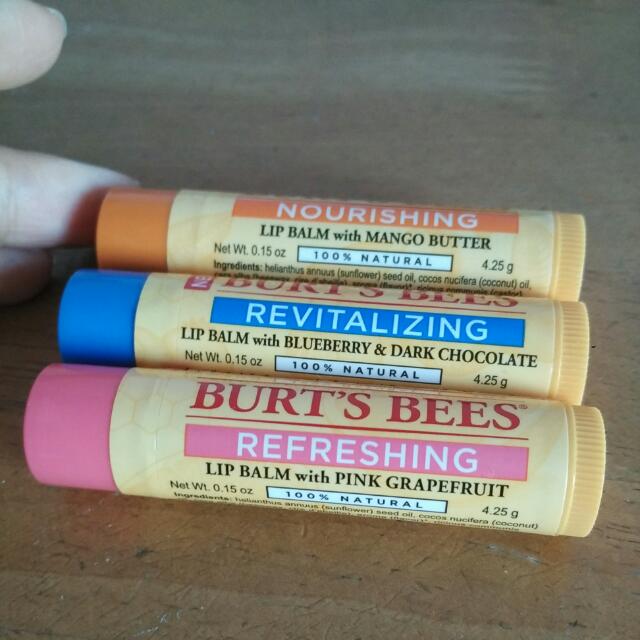 NOURISHING
LIP BALM with MANGO BUTTER
Net Wt. 0.15 oz 100% NATURAL 4.25 g
Ingredients: helianthus annuus (sunflower) seed oil, cocos nucifera (coconut) oil,
BURT'S BEES
REVITALIZING
LIP BALM with BLUEBERRY & DARK CHOCOLATE
Net Wt. 0.15 oz 100% NATURAL 4.25 g
BURT'S BEES®
REFRESHING
LIP BALM with PINK GRAPEFRUIT
Net Wt. 0.15 oz 100% NATURAL 4.25 g
Ingredients: helianthus annuus (sunflower) seed oil, cocos nucifera (coconut)